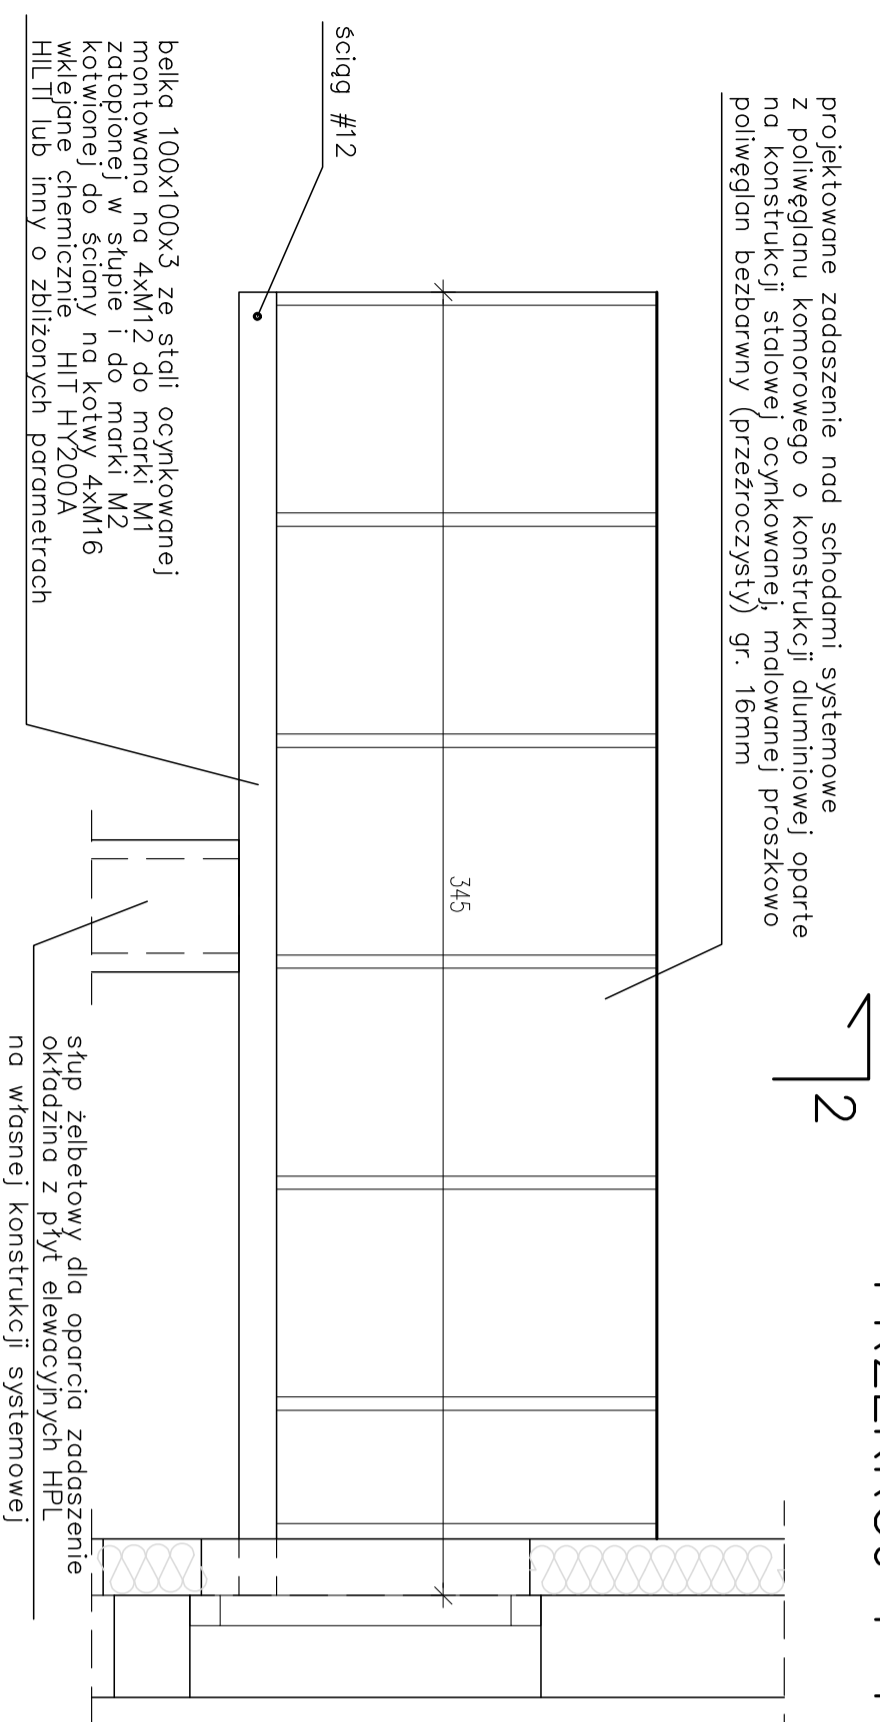 projektowane zadaszenie nad schodami systemowe
z poliwęglanu komorowego o konstrukcji aluminiowej oparte
na konstrukcji stalowej ocynkowanej, malowanej proszkowo
poliwęglan bezbarwny (przeźroczysty) gr. 16mm
2
345
ściąg #12
belka 100x100x3 ze stali ocynkowanej
montowana na 4xM12 do marki M1
zatopionej w słupie i do marki M2
kotwionej do ściany na kotwy 4xM16
wklejane chemicznie HIT HY200A
HILTI lub inny o zbliżonych parametrach
słup żelbetowy dla oparcia zadaszenie
okładzina z płyt elewacyjnych HPL
na własnej konstrukcji systemowej